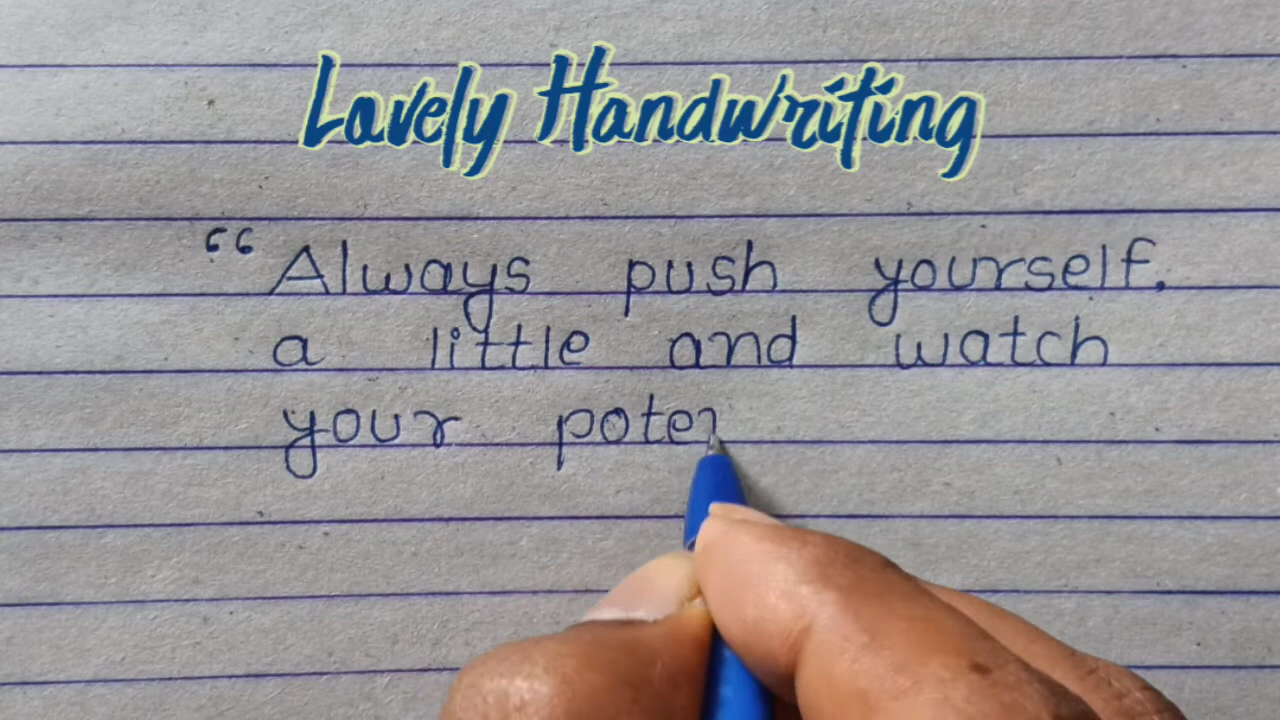 Lovely Handwriting
“Always push yourself.
a little and watch
your poten